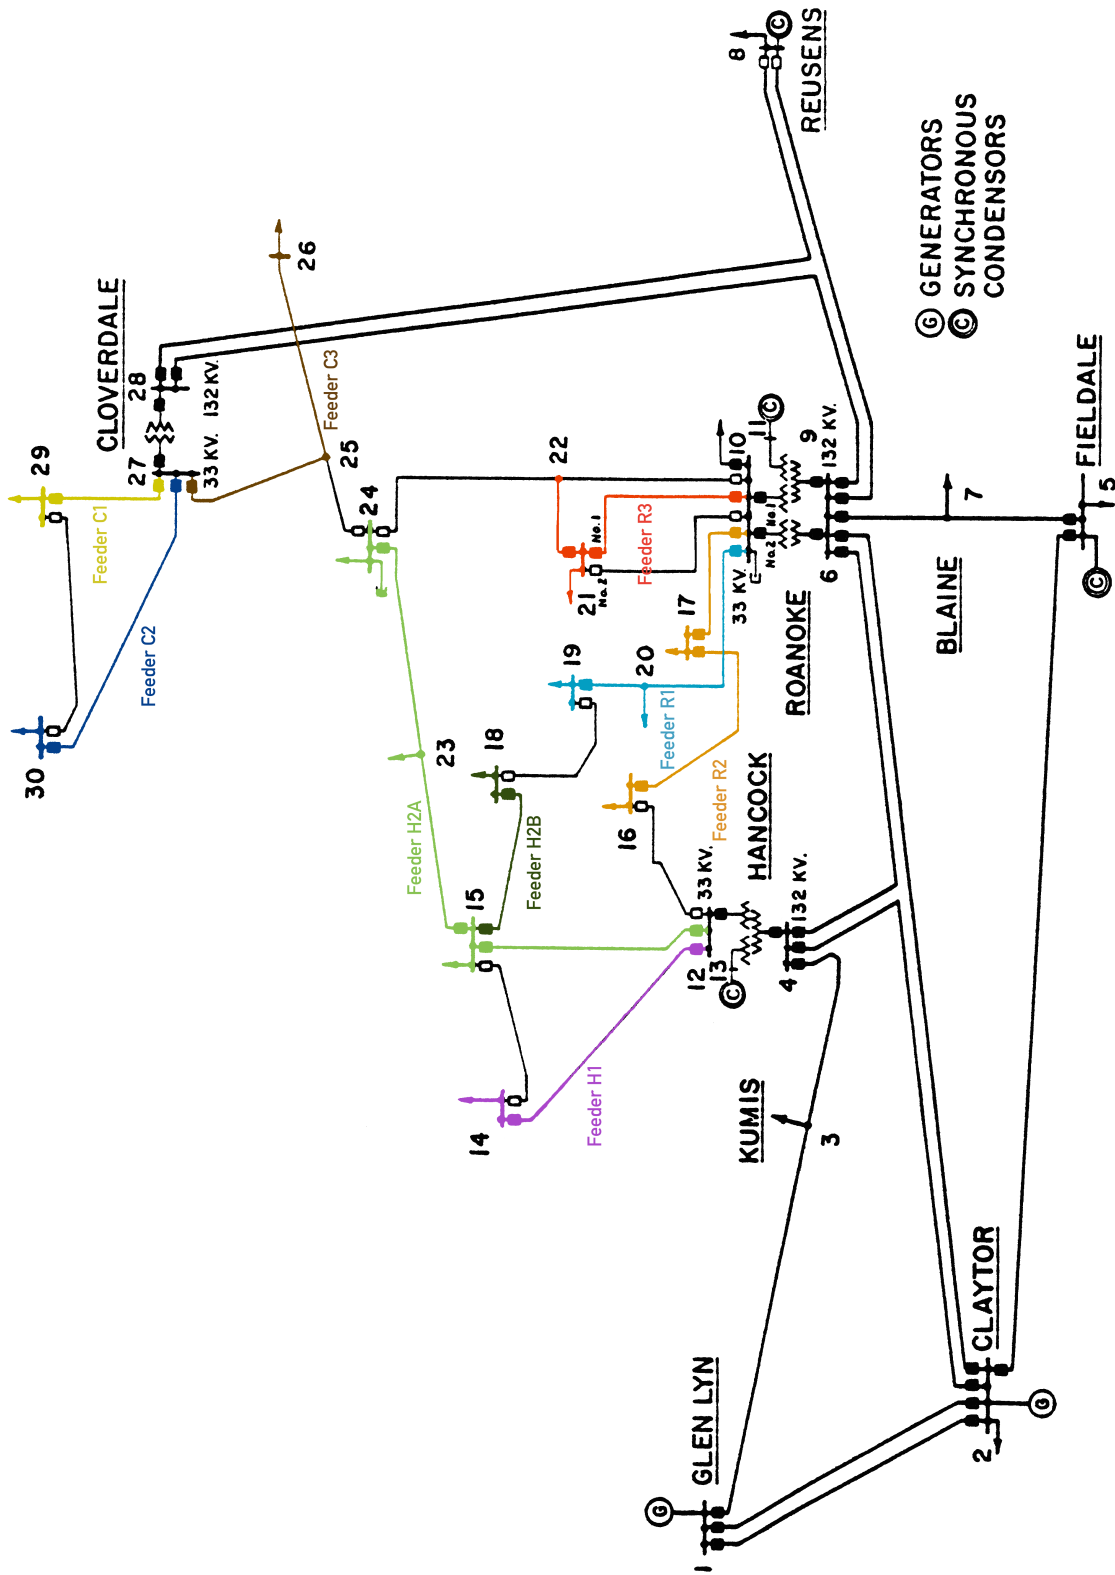 29
CLOVERDALE
28
27
33 KV.
132 KV.
Feeder C1
Feeder C2
30
26
Feeder C3
25
24
8
C
REUSENS
G GENERATORS
C SYNCHRONOUS
CONDENSORS
22
No. 1
No. 2
21
Feeder R3
10
11
C
9
132 KV.
No. 1
No. 2
33 KV.
6
ROANOKE
17
19
20
Feeder R1
Feeder R2
23
18
Feeder H2A
Feeder H2B
16
15
HANCOCK
33 KV.
132 KV.
12
13
C
4
14
Feeder H1
7
BLAINE
FIELDALE
5
C
KUMIS
3
GLEN LYN
G
1
CLAYTOR
2
G